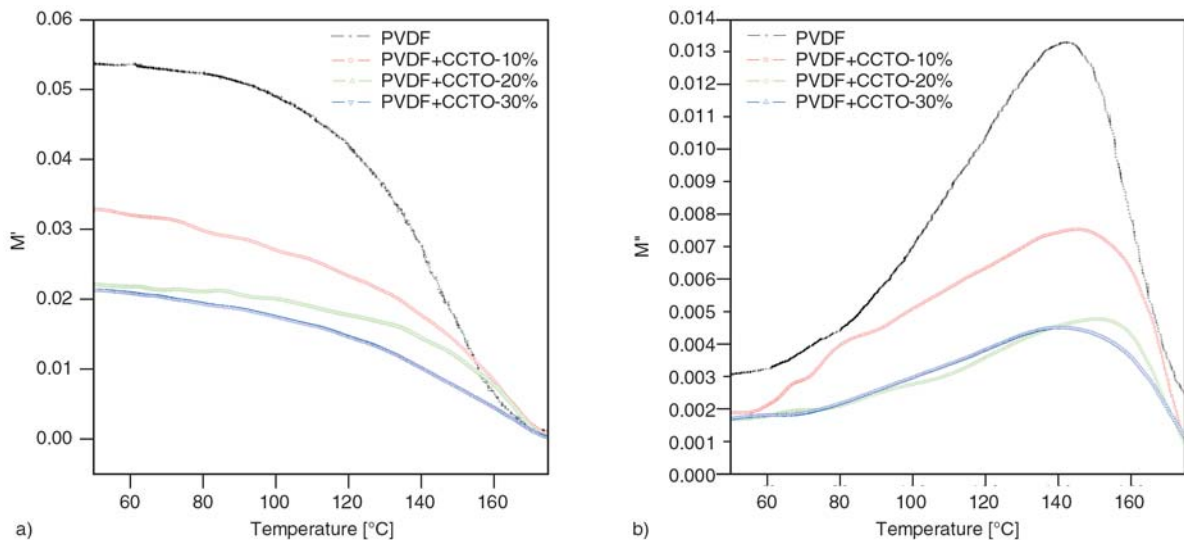 0.06
0.05
0.04
0.03
0.02
0.01
0.00
M'
PVDF
PVDF+CCTO-10%
PVDF+CCTO-20%
PVDF+CCTO-30%
60 80 100 120 140 160
Temperature [°C]
a)
0.014
0.013
0.012
0.011
0.010
0.009
0.008
0.007
0.006
0.005
0.004
0.003
0.002
0.001
0.000
M"
PVDF
PVDF+CCTO-10%
PVDF+CCTO-20%
PVDF+CCTO-30%
60 80 100 120 140 160
Temperature [°C]
b)